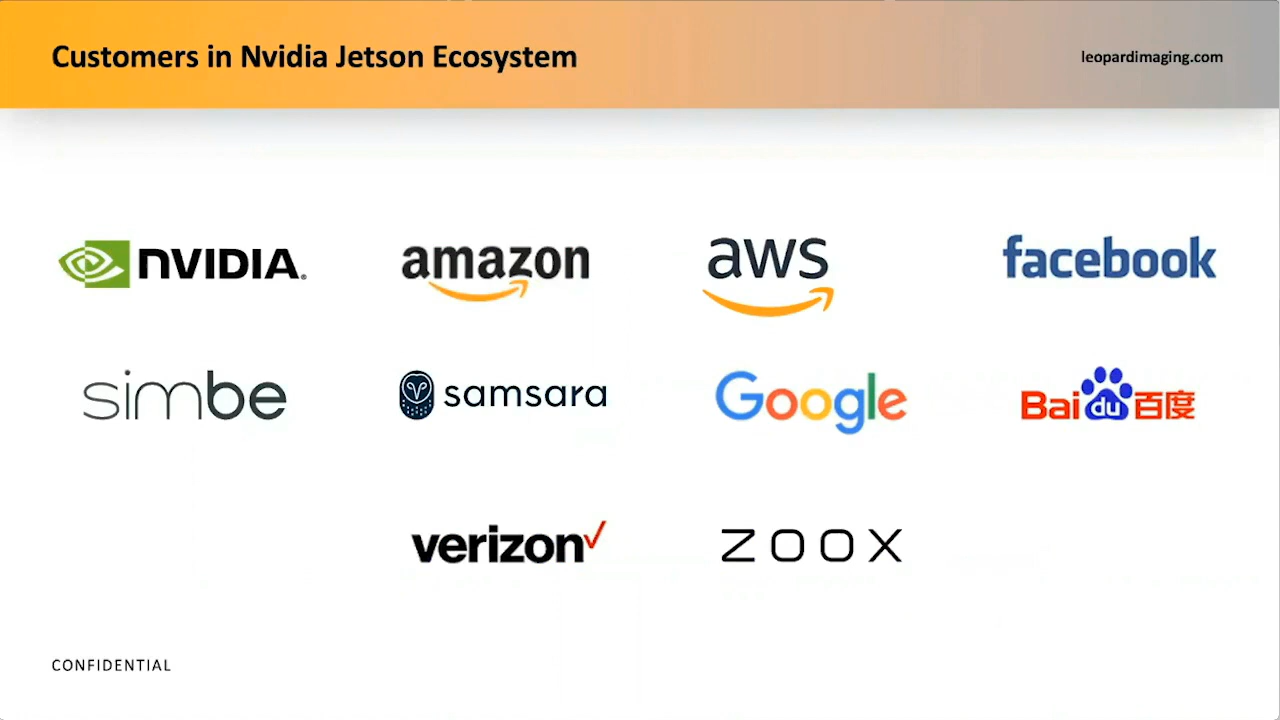 Customers in Nvidia Jetson Ecosystem
leopardimaging.com
NVIDIA®
amazon
aws
facebook
simbe
samsara
Google
Bai du 百度
verizon✓
ZOOX
CONFIDENTIAL